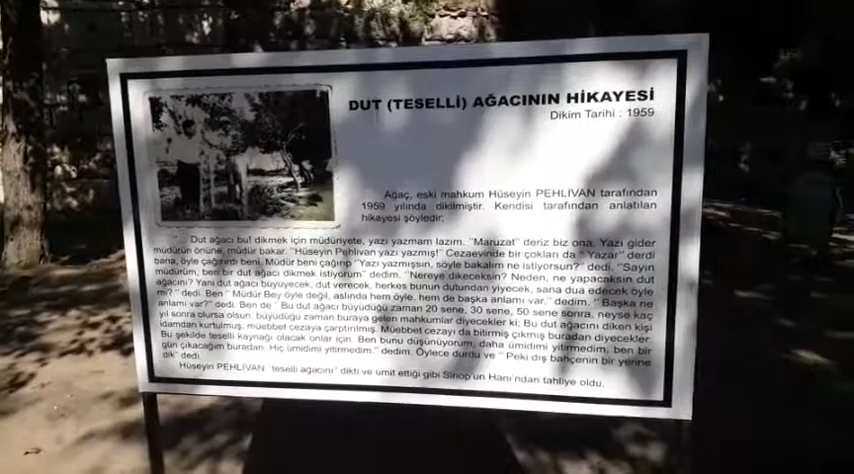 DUT (TESELLİ) AĞACININ HİKAYESİ
Dikim Tarihi : 1959
Ağaç, eski mahkum Hüseyin PEHLİVAN tarafından
1959 yılında dikilmiştir. Kendisi tarafından anlatılan
hikayesi şöyledir;
'' Dut ağacı bu! dikmek için müdüriyete, yazı yazmam lazım. ''Maruzat'' deriz biz ona. Yazı gider
müdürün önüne, müdür bakar. ''Hüseyin Pehlivan yazı yazmış!'' Cezaevinde bir çokları da ''Yazar'' derdi
bana, öyle çağırırdı beni. Müdür beni çağırıp ''Yazı yazmışsın, söyle bakalım ne istiyorsun?'' dedi. ''Sayın
müdürüm, ben bir dut ağacı dikmek istiyorum'' dedim. ''Nereye dikeceksin? Neden, ne yapacaksın dut
ağacını? Yani dut ağacı büyüyecek, dut verecek, herkes bunun dutundan yiyecek, sana dua edecek öyle
mi?'' dedi. Ben '' Müdür Bey öyle değil, aslında hem öyle, hem de başka anlamı var.'' dedim. '' Başka ne
anlamı var?'' dedi. Ben de '' Bu dut ağacı büyüdüğü zaman 20 sene, 30 sene, 50 sene sonra, neyse kaç
yıl sonra olursa olsun büyüdüğü zaman buraya gelen mahkumlar diyecekler ki; Bu dut ağacını diken kişi
idamdan kurtulmuş, müebbet cezaya çarptırılmış. Müebbet cezayı da bitirmiş çıkmış buradan diyecekler.
Bu şekilde teselli kaynağı olacak onlar için. Ben bunu düşünüyorum, daha ümidimi yitirmedim, ben bir
gün çıkacağım buradan. Hiç ümidimi yitirmedim.'' dedim. Öylece durdu ve '' Peki dış bahçenin bir yerine
dik'' dedi.
Hüseyin PEHLİVAN ''teselli ağacını'' dikti ve ümit ettiği gibi Sinop'un Hanı'ndan tahliye oldu.